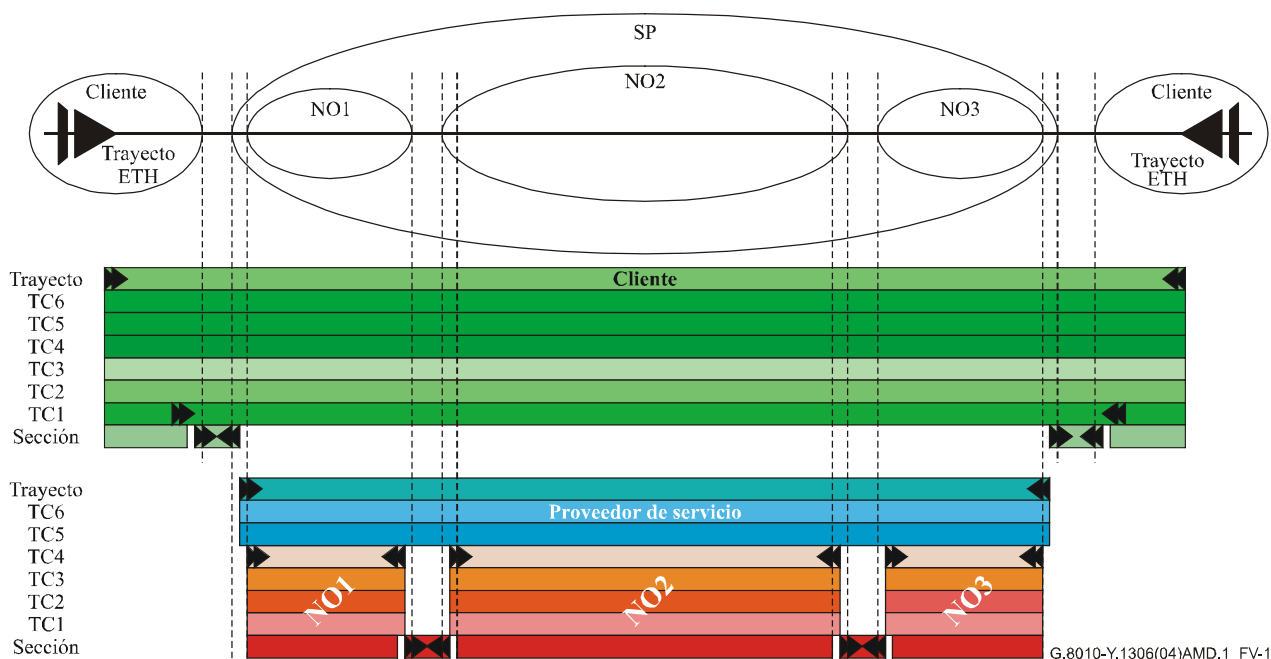 SP
Cliente
NO1
NO2
NO3
Cliente
Trayecto
ETH
Trayecto
ETH
Trayecto
Cliente
TC6
TC5
TC4
TC3
TC2
TC1
Sección
Trayecto
TC6
Proveedor de servicio
TC5
TC4
TC3
TC2
TC1
NO1
NO2
NO3
Sección
G.8010-Y.1306(04)AMD.1_FV-1